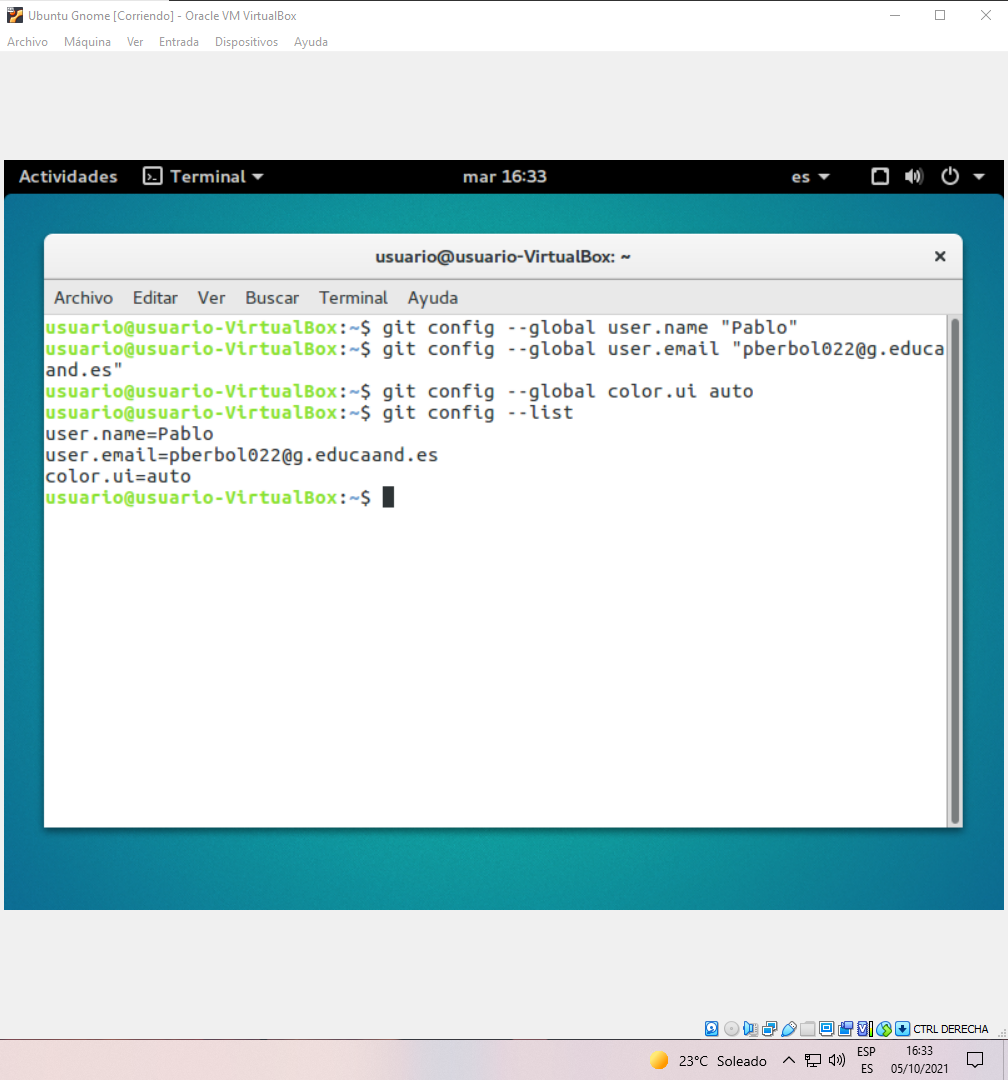 Ubuntu Gnome [Corriendo] - Oracle VM VirtualBox
Archivo Máquina Ver Entrada Dispositivos Ayuda
Actividades Terminal mar 16:33 es
usuario@usuario-VirtualBox: ~
Archivo Editar Ver Buscar Terminal Ayuda
usuario@usuario-VirtualBox:~$ git config --global user.name "Pablo"
usuario@usuario-VirtualBox:~$ git config --global user.email "pberbol022@g.educa
and.es"
usuario@usuario-VirtualBox:~$ git config --global color.ui auto
usuario@usuario-VirtualBox:~$ git config --list
user.name=Pablo
user.email=pberbol022@g.educaand.es
color.ui=auto
usuario@usuario-VirtualBox:~$
CTRL DERECHA
23°C Soleado ESP 16:33
ES 05/10/2021